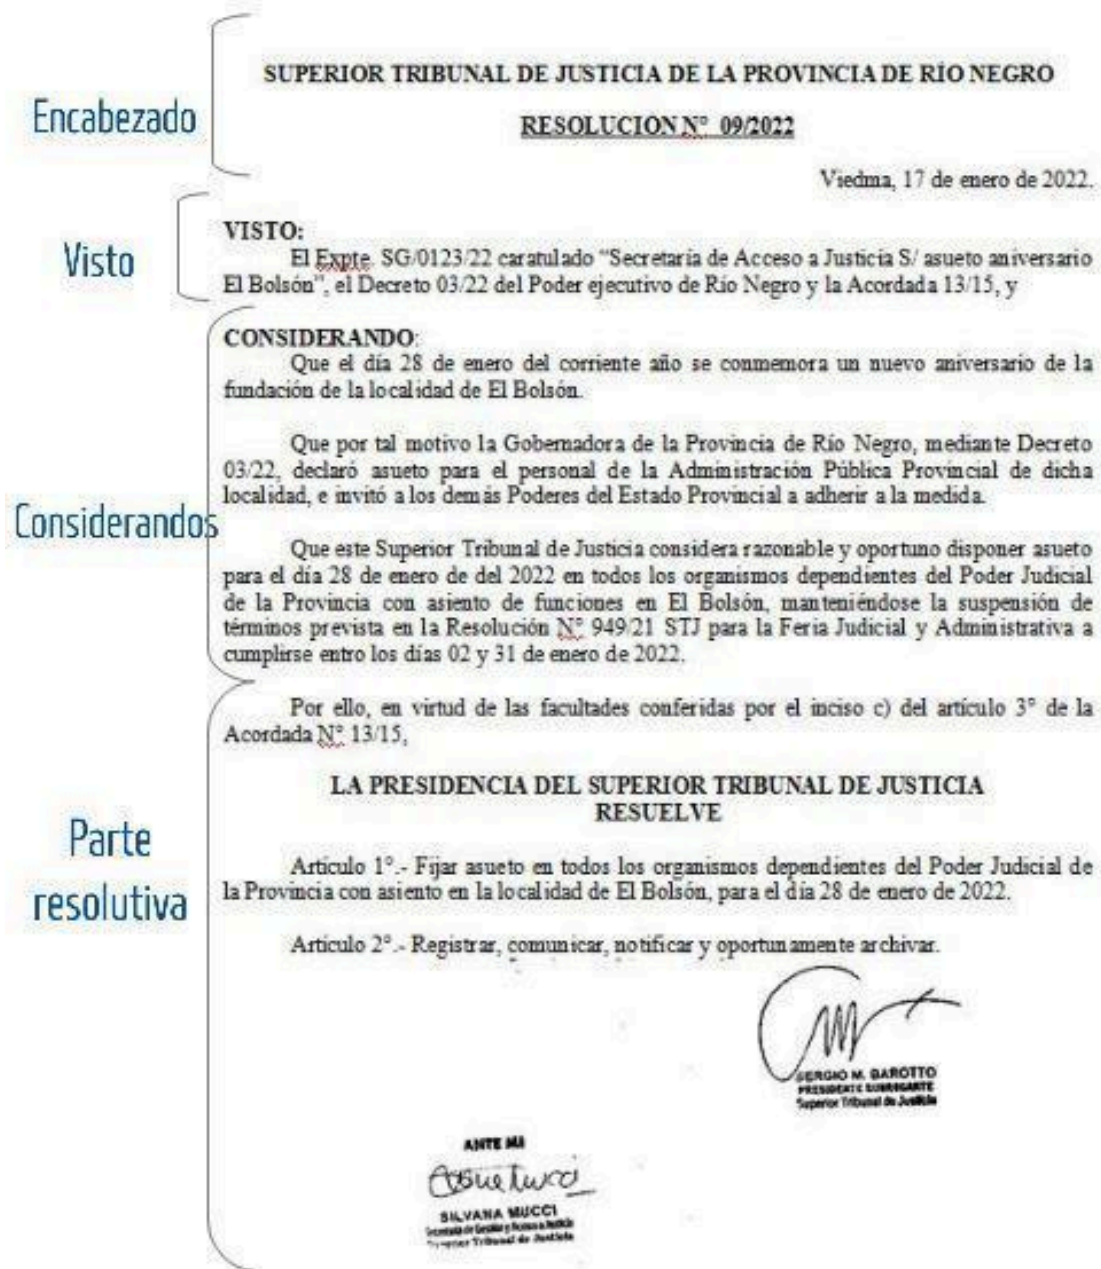 Encabezado
SUPERIOR TRIBUNAL DE JUSTICIA DE LA PROVINCIA DE RÍO NEGRO
RESOLUCION N° 09/2022
Viedma, 17 de enero de 2022.
Visto
VISTO:
El Expte. SG/0123/22 caratulado “Secretaría de Acceso a Justicia S/ asueto aniversario
El Bolsón”, el Decreto 03/22 del Poder ejecutivo de Río Negro y la Acordada 13/15, y
Considerandos
CONSIDERANDO:
Que el día 28 de enero del corriente año se conmemora un nuevo aniversario de la
fundación de la localidad de El Bolsón.
Que por tal motivo la Gobernadora de la Provincia de Río Negro, mediante Decreto
03/22, declaró asueto para el personal de la Administración Pública Provincial de dicha
localidad, e invitó a los demás Poderes del Estado Provincial a adherir a la medida.
Que este Superior Tribunal de Justicia considera razonable y oportuno disponer asueto
para el día 28 de enero de del 2022 en todos los organismos dependientes del Poder Judicial
de la Provincia con asiento de funciones en El Bolsón, manteniéndose la suspensión de
términos prevista en la Resolución N° 949/21 STJ para la Feria Judicial y Administrativa a
cumplirse entro los días 02 y 31 de enero de 2022.
Parte
resolutiva
Por ello, en virtud de las facultades conferidas por el inciso c) del artículo 3° de la
Acordada N° 13/15,
LA PRESIDENCIA DEL SUPERIOR TRIBUNAL DE JUSTICIA
RESUELVE
Artículo 1°.- Fijar asueto en todos los organismos dependientes del Poder Judicial de
la Provincia con asiento en la localidad de El Bolsón, para el día 28 de enero de 2022.
Artículo 2°.- Registrar, comunicar, notificar y oportunamente archivar.
SERGIO M. BAROTTO
PRESIDENTE SUBROGANTE
Superior Tribunal de Justicia
ANTE MI
SILVANA MUCCI
Secretaría de Gestión y Acceso a Justicia
Superior Tribunal de Justicia